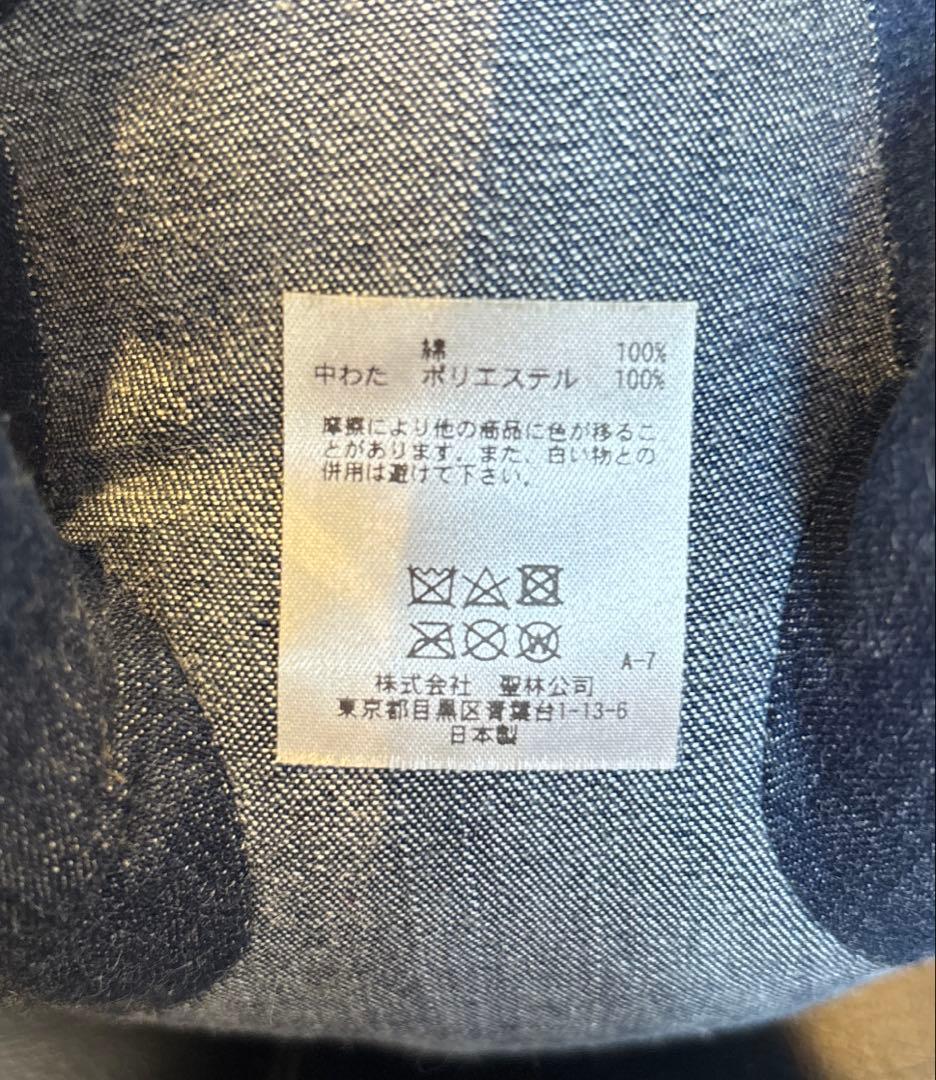 綿 100%
中わた ポリエステル 100%
摩擦により他の商品に色が移るこ
とがあります。また、白い物との
併用は避けて下さい。
A-7
株式会社 聖林公司
東京都目黒区青葉台1-13-6
日本製